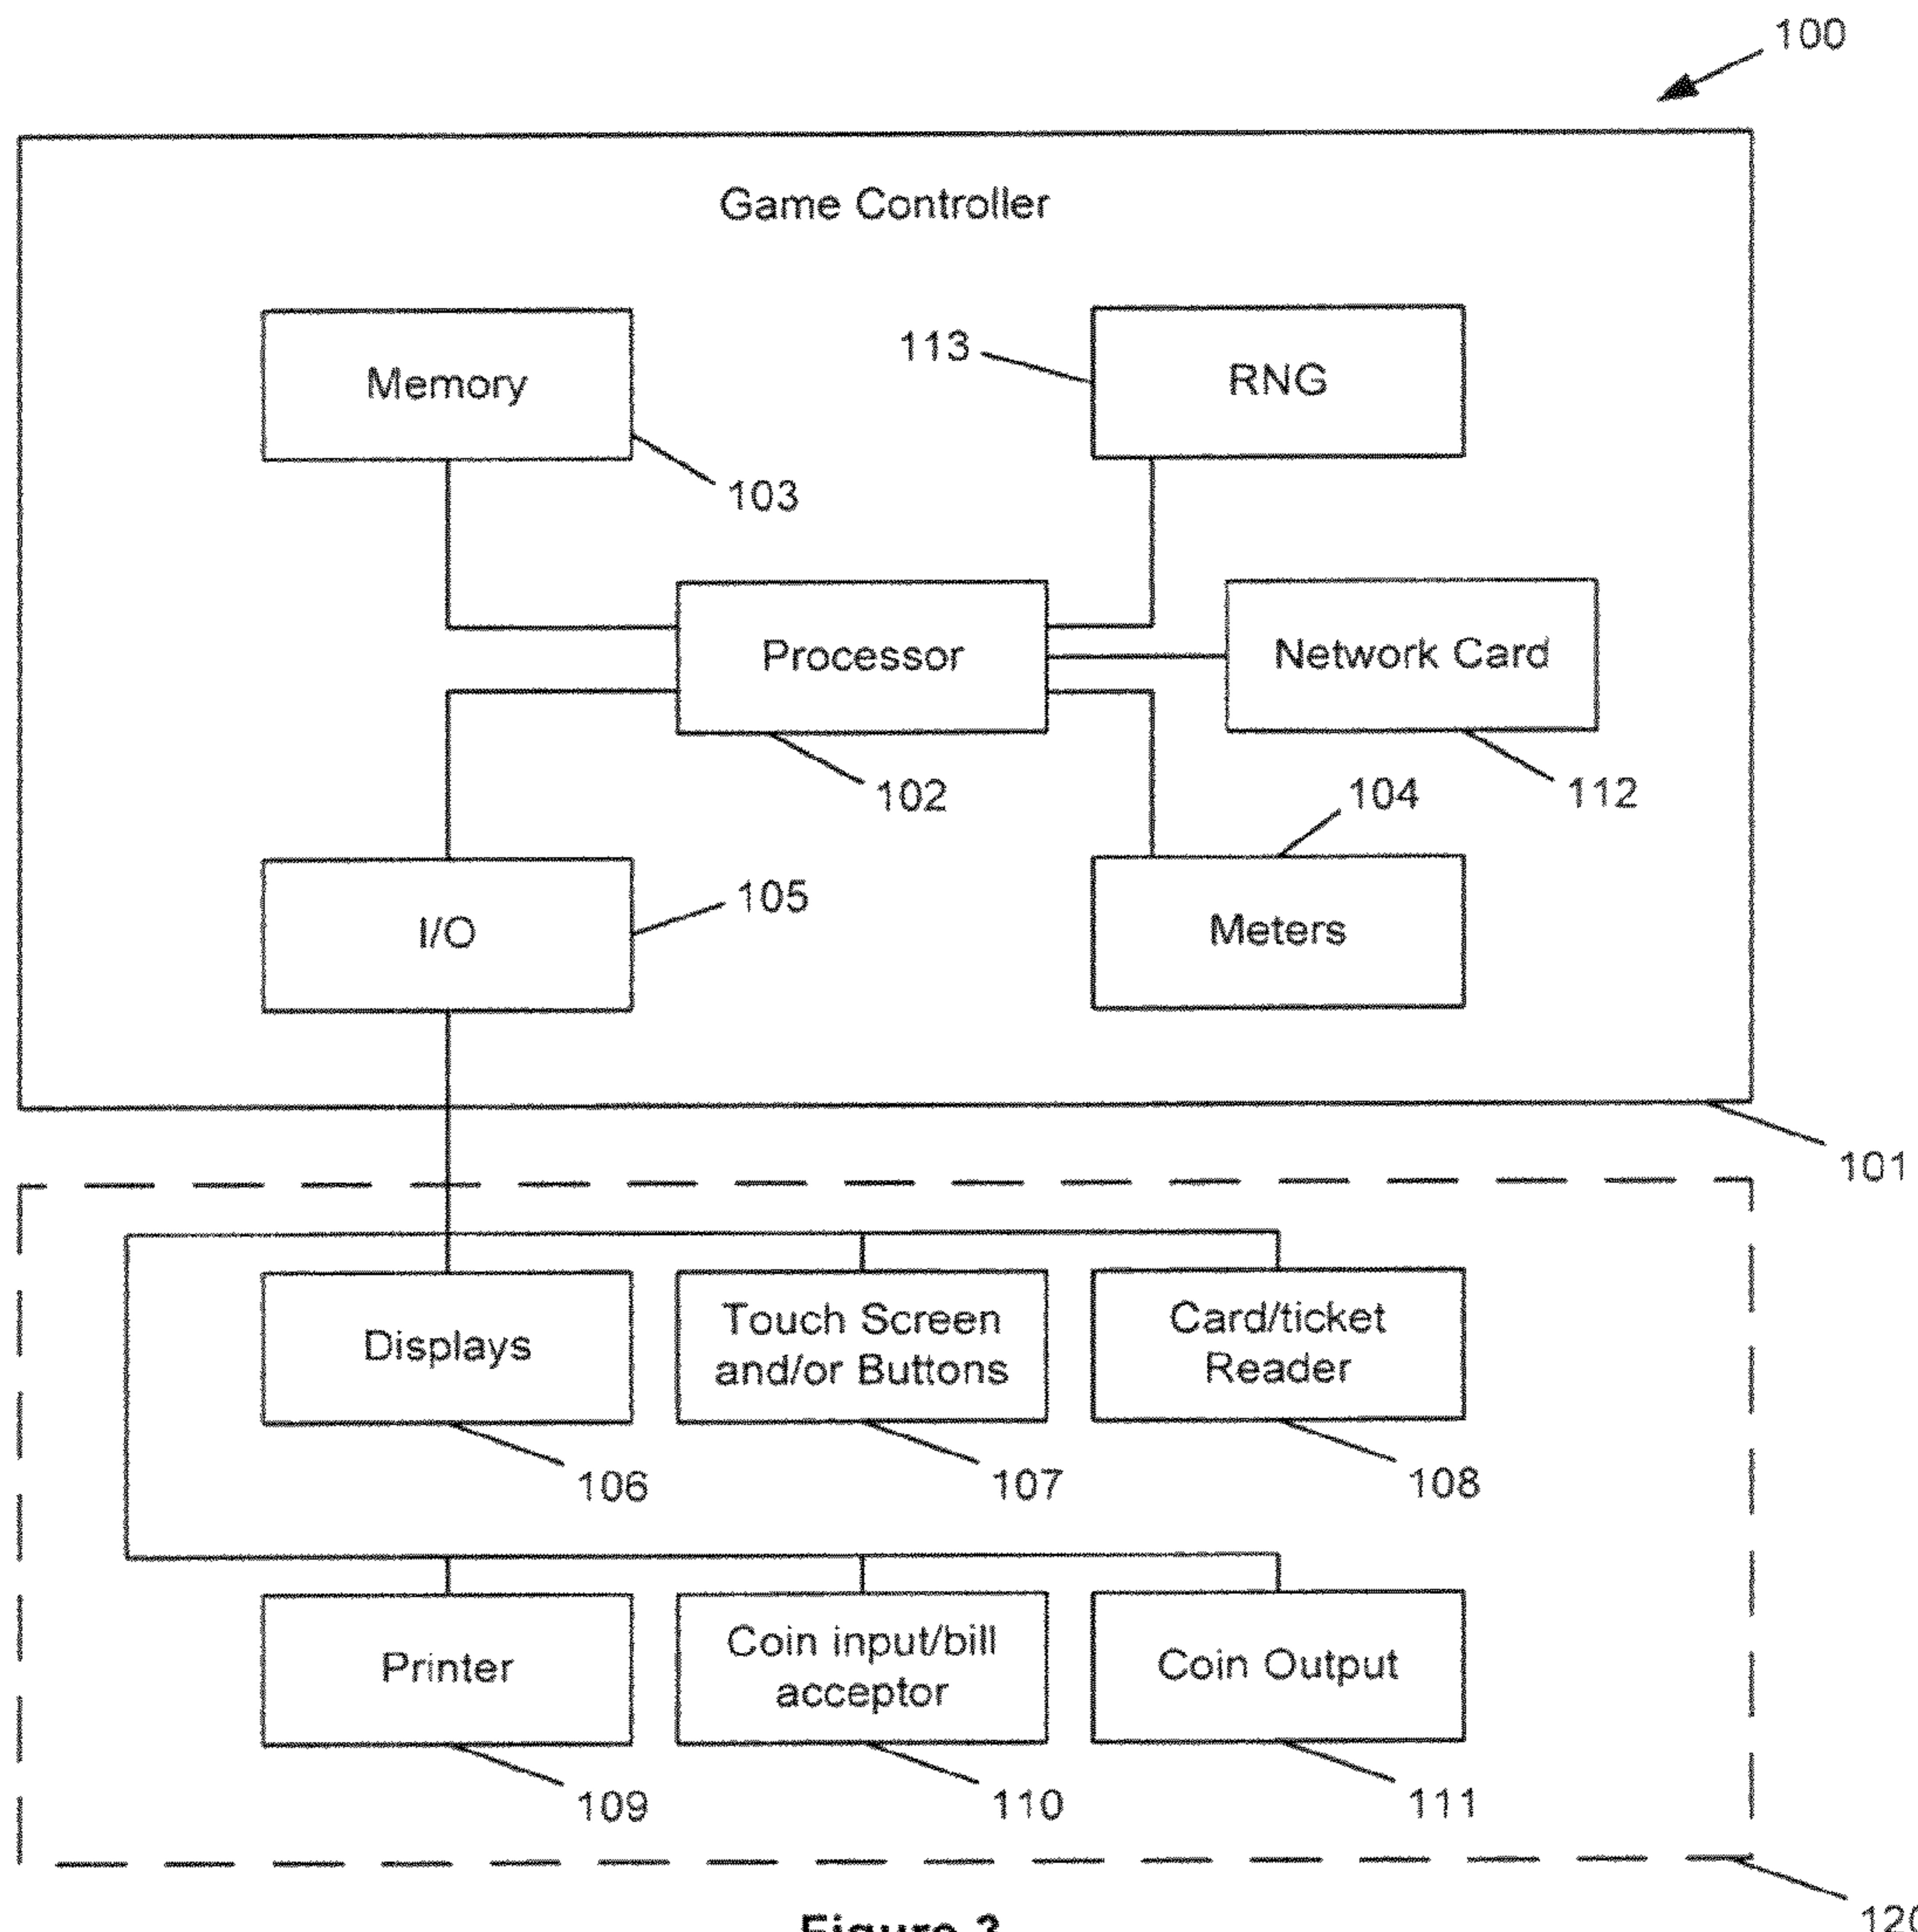 100
Game Controller
Memory
113
RNG
103
Processor
Network Card
102
104
112
I/O
105
Meters
101
Displays
Touch Screen
and/or Buttons
Card/ticket
Reader
106
107
108
Printer
Coin input/bill
acceptor
Coin Output
109
110
111
120